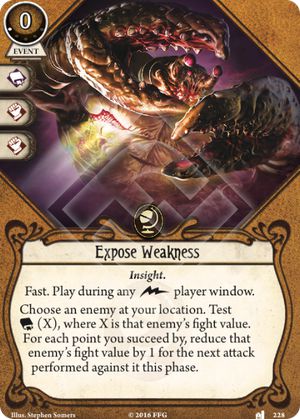 0
EVENT
Expose Weakness
Insight.
Fast. Play during any player window.
Choose an enemy at your location. Test
(X), where X is that enemy's fight value.
For each point you succeed by, reduce that
enemy's fight value by 1 for the next attack
performed against it this phase.
Illus. Stephen Somers © 2016 FFG 228